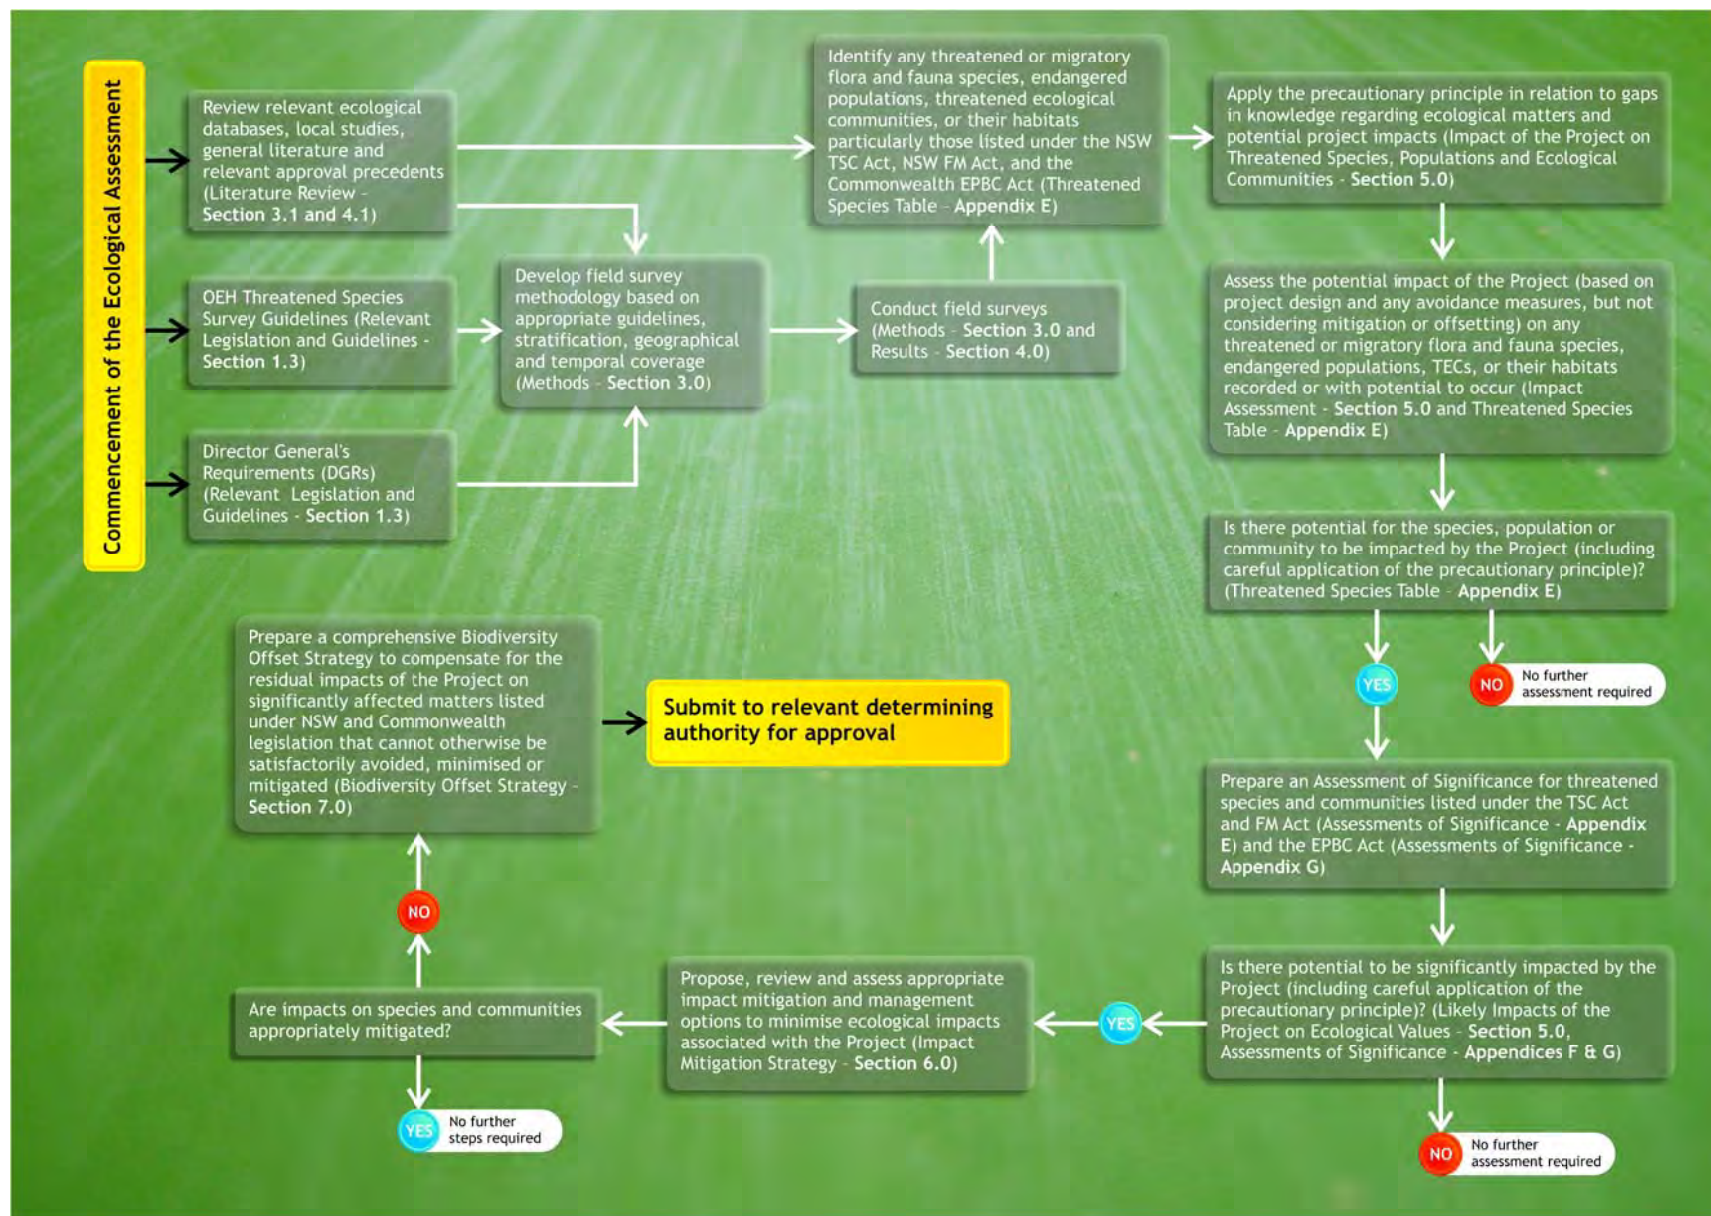 Commencement of the Ecological Assessment
Review relevant ecological
databases, local studies,
general literature and
relevant approval precedents
(Literature Review –
Section 3.1 and 4.1)
OEH Threatened Species
Survey Guidelines (Relevant
Legislation and Guidelines -
Section 1.3)
Director General's
Requirements (DGRs)
(Relevant Legislation and
Guidelines - Section 1.3)
Develop field survey
methodology based on
appropriate guidelines,
stratification, geographical
and temporal coverage
(Methods – Section 3.0)
Conduct field surveys
(Methods – Section 3.0 and
Results – Section 4.0)
Identify any threatened or migratory
flora and fauna species, endangered
populations, threatened ecological
communities, or their habitats
particularly those listed under the NSW
TSC Act, NSW FM Act, and the
Commonwealth EPBC Act (Threatened
Species Table – Appendix E)
Apply the precautionary principle in relation to gaps
in knowledge regarding ecological matters and
potential project impacts (Impact of the Project on
Threatened Species, Populations and Ecological
Communities - Section 5.0)
Assess the potential impact of the Project (based on
project design and any avoidance measures, but not
considering mitigation or offsetting) on any
threatened or migratory flora and fauna species,
endangered populations, TECs, or their habitats
recorded or with potential to occur (Impact
Assessment - Section 5.0 and Threatened Species
Table – Appendix E)
Is there potential for the species, population or
community to be impacted by the Project (including
careful application of the precautionary principle)?
(Threatened Species Table – Appendix E)
YES
NO
No further
assessment required
Prepare an Assessment of Significance for threatened
species and communities listed under the TSC Act
and FM Act (Assessments of Significance - Appendix
E) and the EPBC Act (Assessments of Significance -
Appendix G)
Is there potential to be significantly impacted by the
Project (including careful application of the
precautionary principle)? (Likely Impacts of the
Project on Ecological Values – Section 5.0,
Assessments of Significance - Appendices F & G)
NO
No further
assessment required
YES
Propose, review and assess appropriate
impact mitigation and management
options to minimise ecological impacts
associated with the Project (Impact
Mitigation Strategy – Section 6.0)
Are impacts on species and communities
appropriately mitigated?
YES
No further
steps required
NO
Prepare a comprehensive Biodiversity
Offset Strategy to compensate for the
residual impacts of the Project on
significantly affected matters listed
under NSW and Commonwealth
legislation that cannot otherwise be
satisfactorily avoided, minimised or
mitigated (Biodiversity Offset Strategy –
Section 7.0)
Submit to relevant determining
authority for approval